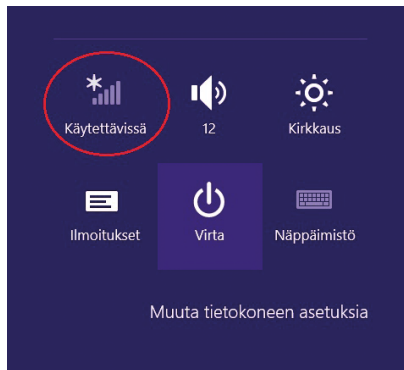 Käytettävissä
12
Kirkkaus
Ilmoitukset
Virta
Näppäimistö
Muuta tietokoneen asetuksia